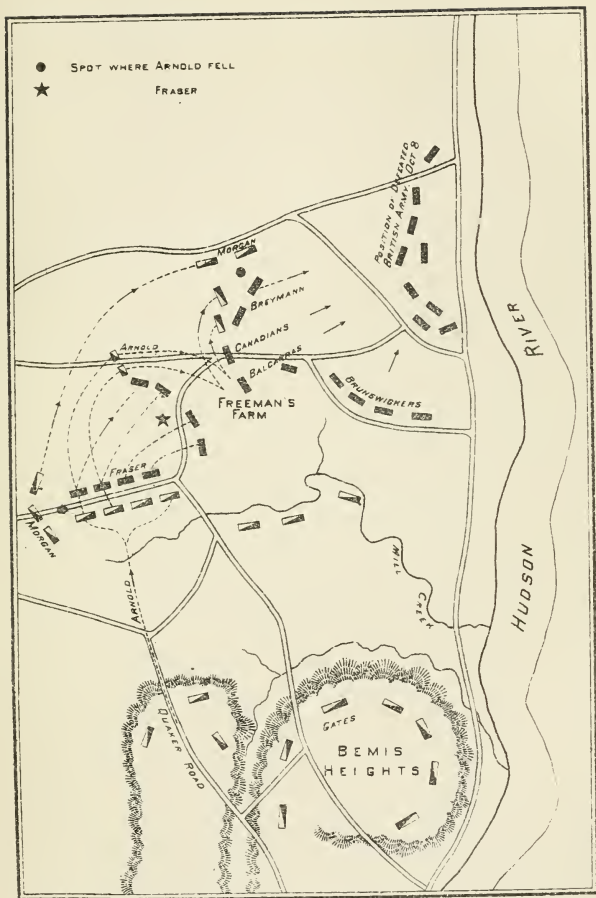 SPOT WHERE ARNOLD FELL
FRASER
POSITION OF DEFEATED
BRITISH ARMY. OCT 8
MORGAN
BREYMANN
CANADIANS
ARNOLD
BALCARRAS
BRUNSWICKERS
FREEMAN'S
FARM
FRASER
MORGAN
RIVER
HUDSON
MILL
CREEK
ARNOLD
QUAKER ROAD
GATES
BEMIS
HEIGHTS